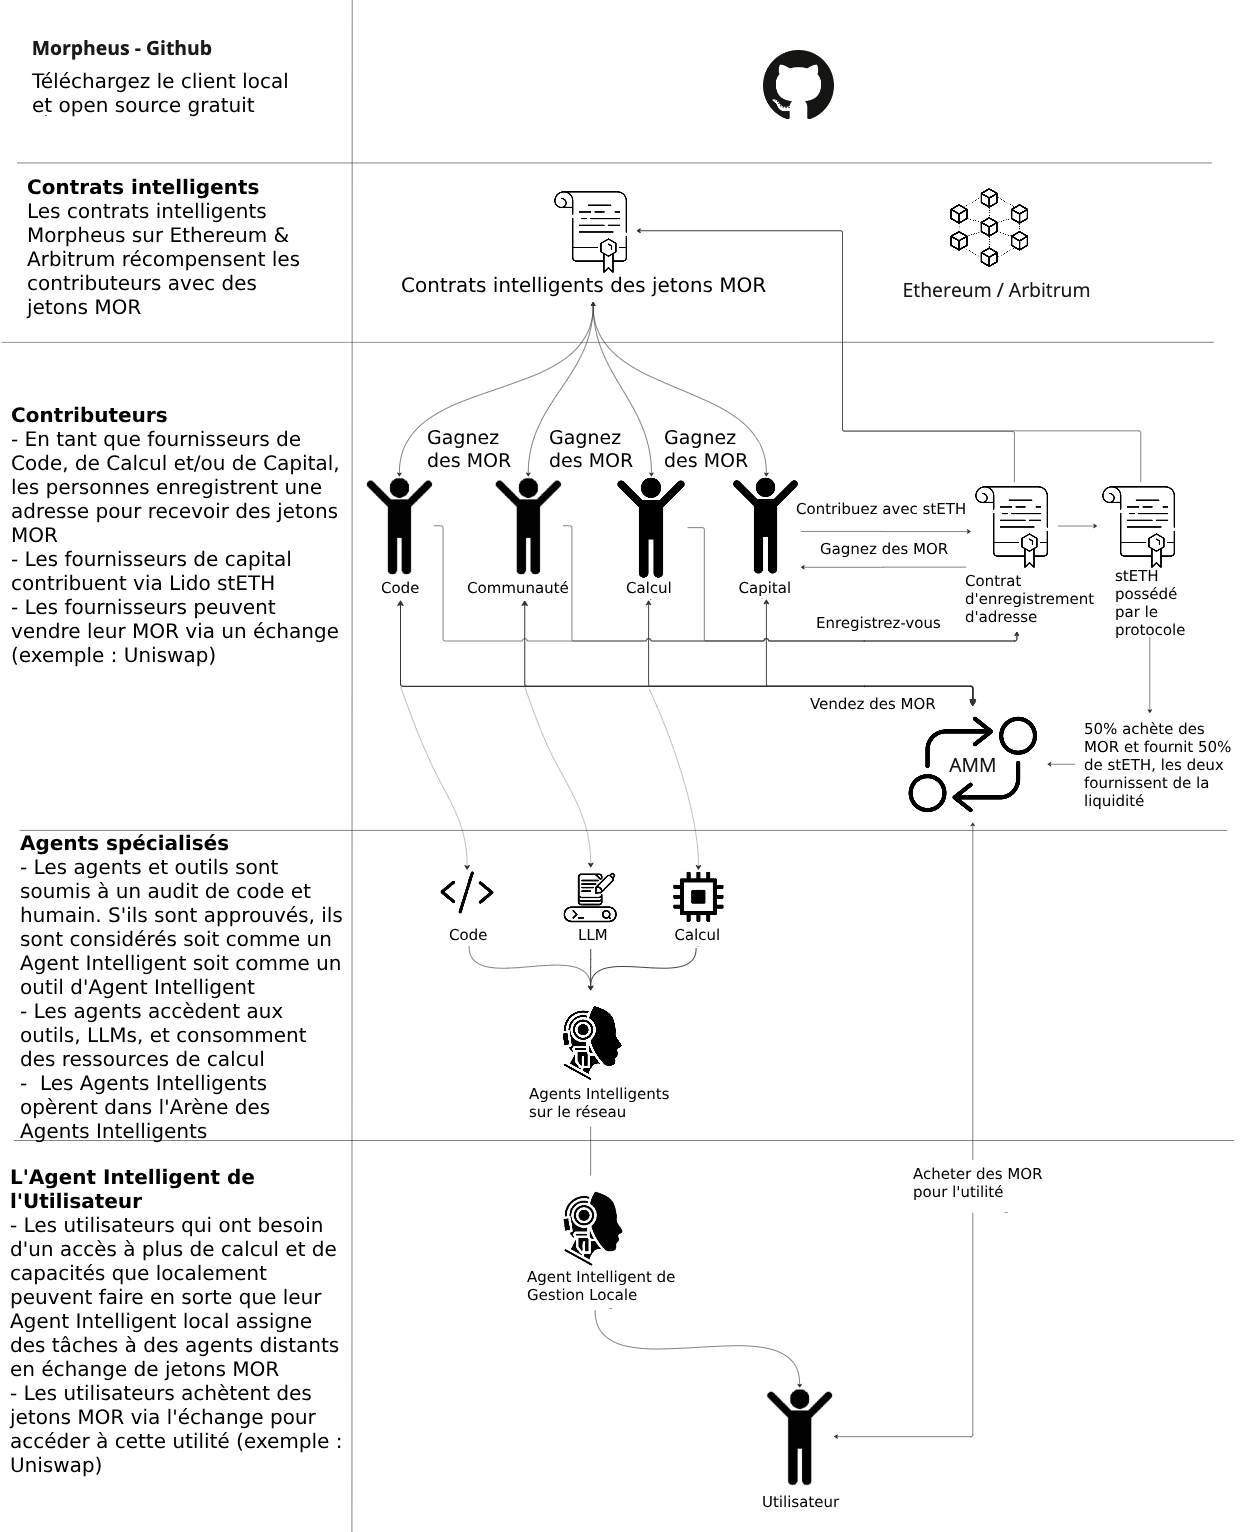 Morpheus - Github
Téléchargez le client local
et open source gratuit
Contrats intelligents
Les contrats intelligents
Morpheus sur Ethereum &
Arbitrum récompensent les
contributeurs avec des
jetons MOR
Contrats intelligents des jetons MOR
Ethereum / Arbitrum
Contributeurs
- En tant que fournisseurs de
Code, de Calcul et/ou de Capital,
les personnes enregistrent une
adresse pour recevoir des jetons
MOR
- Les fournisseurs de capital
contribuent via Lido stETH
- Les fournisseurs peuvent
vendre leur MOR via un échange
(exemple : Uniswap)
Gagnez
des MOR
Gagnez
des MOR
Gagnez
des MOR
Code
Communauté
Calcul
Capital
Contribuez avec stETH
Gagnez des MOR
Enregistrez-vous
Contrat
d'enregistrement
d'adresse
stETH
possédé
par le
protocole
Vendez des MOR
AMM
50% achète des
MOR et fournit 50%
de stETH, les deux
fournissent de la
liquidité
Agents spécialisés
- Les agents et outils sont
soumis à un audit de code et
humain. S'ils sont approuvés, ils
sont considérés soit comme un
Agent Intelligent soit comme un
outil d'Agent Intelligent
- Les agents accèdent aux
outils, LLMs, et consomment
des ressources de calcul
- Les Agents Intelligents
opèrent dans l'Arène des
Agents Intelligents
Code
LLM
Calcul
Agents Intelligents
sur le réseau
L'Agent Intelligent de
l'Utilisateur
- Les utilisateurs qui ont besoin
d'un accès à plus de calcul et de
capacités que localement
peuvent faire en sorte que leur
Agent Intelligent local assigne
des tâches à des agents distants
en échange de jetons MOR
- Les utilisateurs achètent des
jetons MOR via l'échange pour
accéder à cette utilité (exemple :
Uniswap)
Agent Intelligent de
Gestion Locale
Acheter des MOR
pour l'utilité
Utilisateur